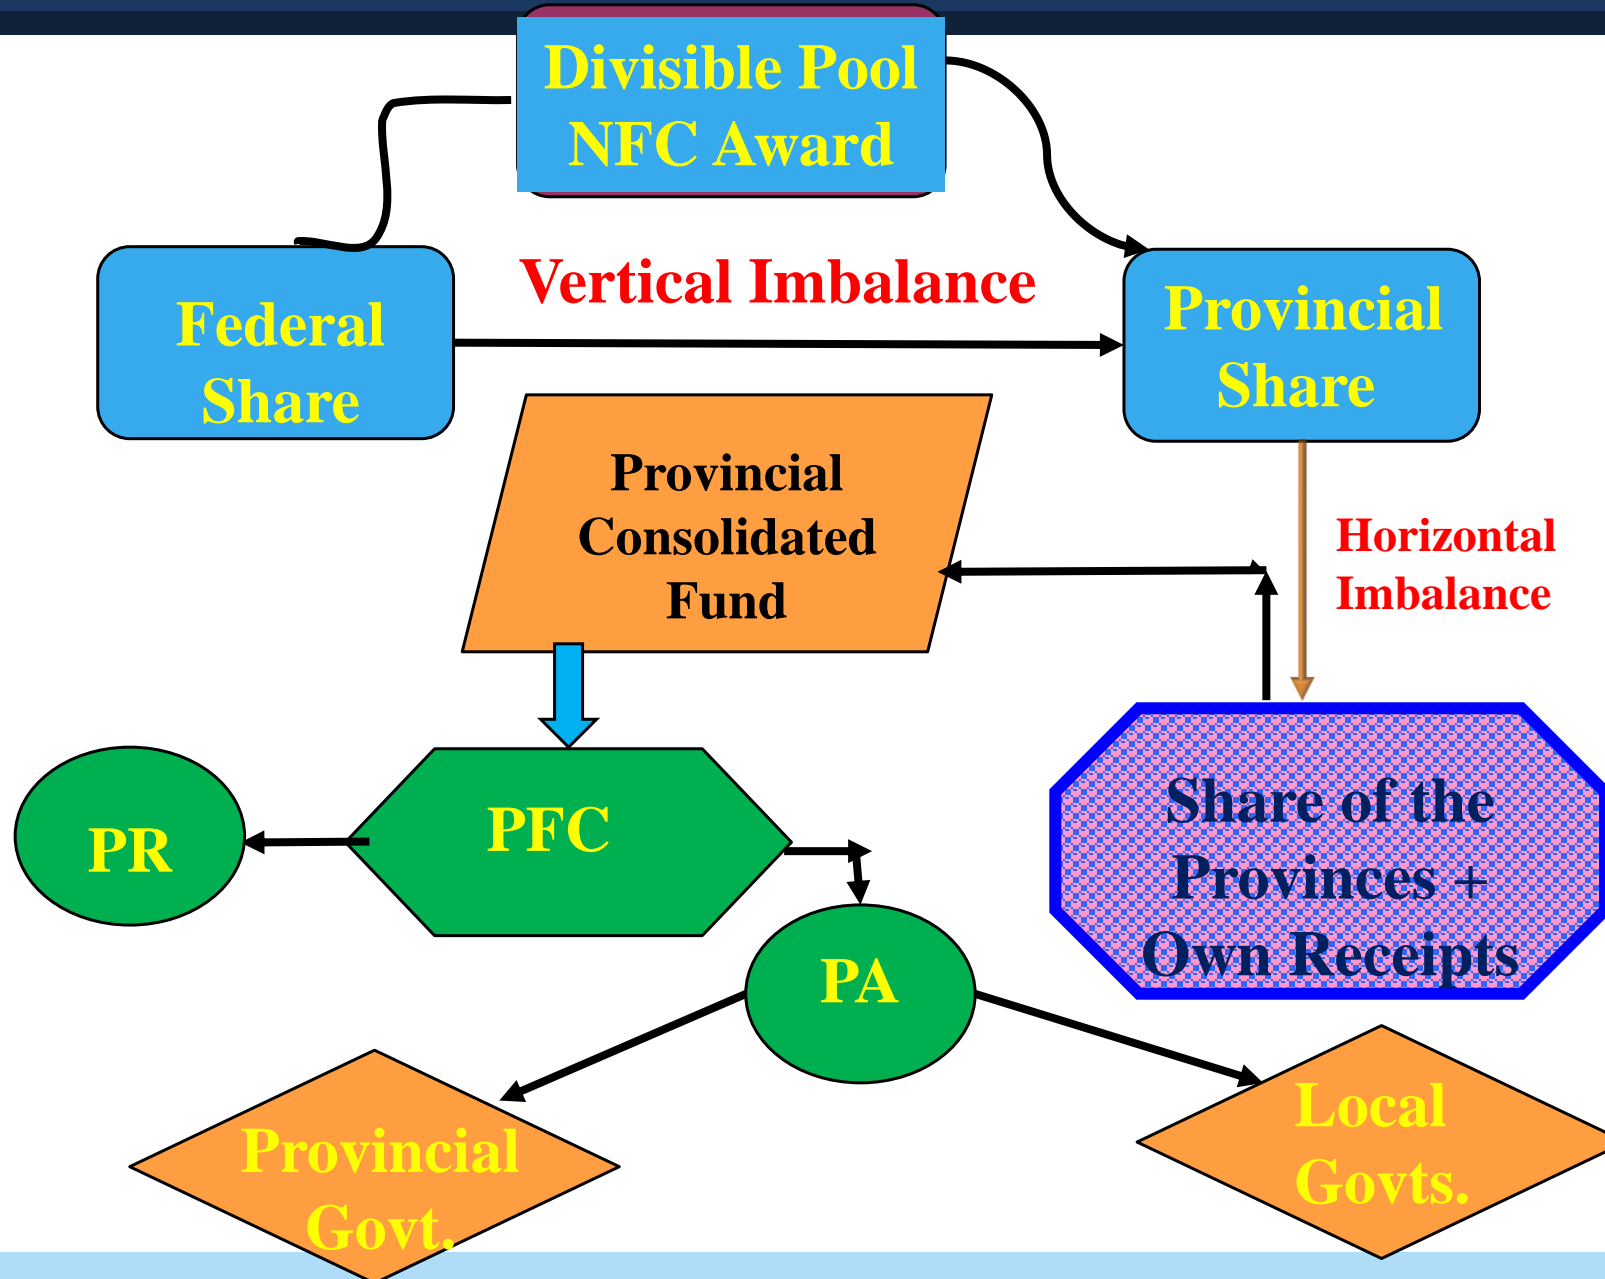 Divisible Pool
NFC Award
Vertical Imbalance
Federal
Share
Provincial
Share
Provincial
Consolidated
Fund
Horizontal
Imbalance
PR
PFC
Share of the
Provinces +
Own Receipts
PA
Provincial
Govt.
Local
Govts.